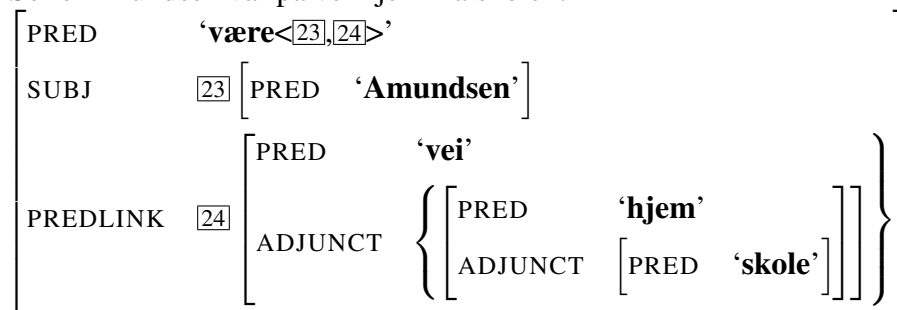 PRED ‘være<23,24>’
SUBJ 23 [PRED ‘Amundsen’]
PREDLINK 24
PRED ‘vei’
ADJUNCT
PRED ‘hjem’
ADJUNCT [PRED ‘skole’]